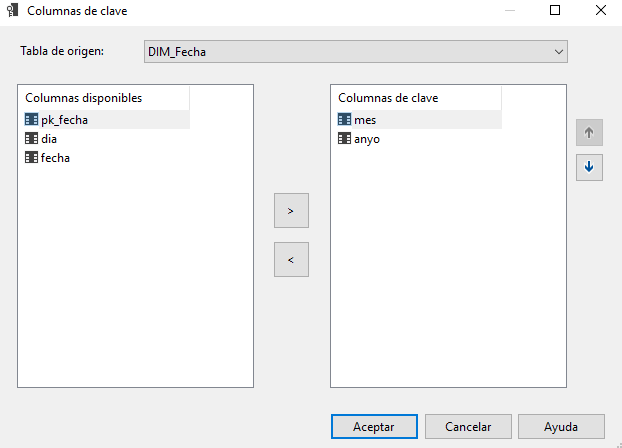 Columnas de clave
Tabla de origen: DIM_Fecha
Columnas disponibles
pk_fecha
dia
fecha
>
<
Columnas de clave
mes
anyo
Aceptar Cancelar Ayuda